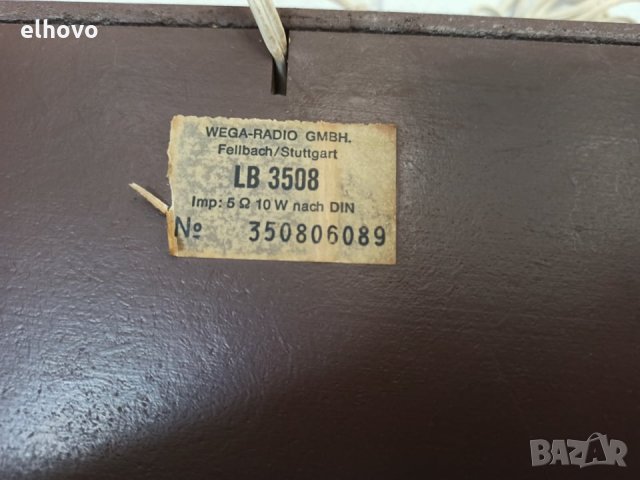 elhovo
WEGA-RADIO GMBH.
Fellbach/Stuttgart
LB 3508
Imp: 5 Ω 10 W nach DIN
№ 350806089
BAZAR